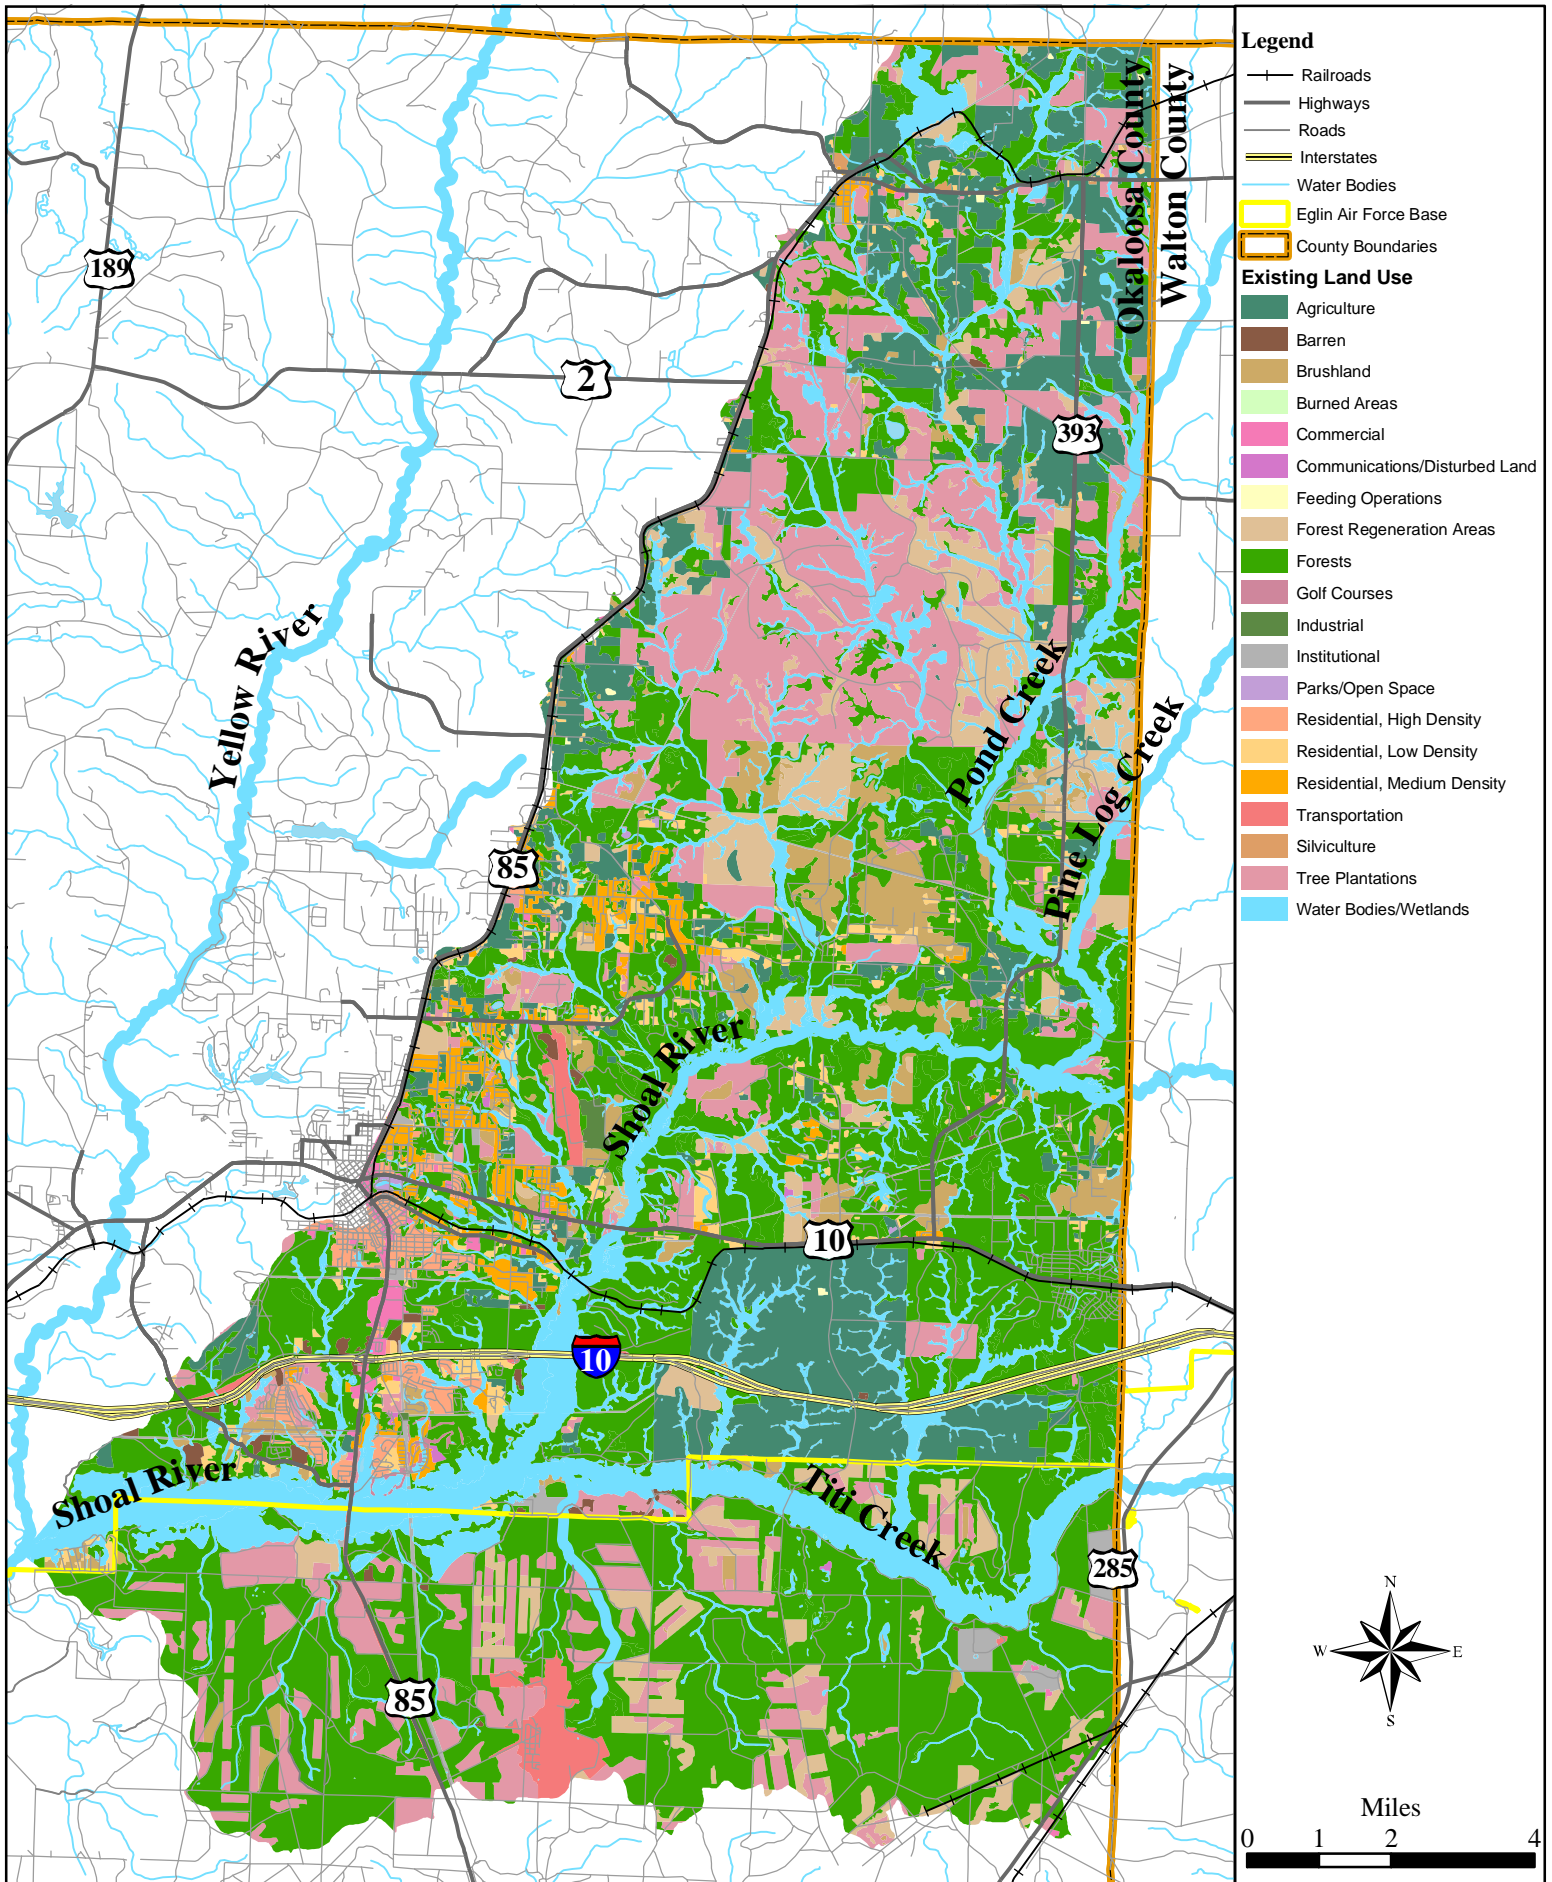 Okaloosa County
Walton County
189
2
393
Yellow River
Pond Creek
Pine Log Creek
85
Shoal River
10
10
Shoal River
Titi Creek
285
85
Legend
Railroads
Highways
Roads
Interstates
Water Bodies
Eglin Air Force Base
County Boundaries
Existing Land Use
Agriculture
Barren
Brushland
Burned Areas
Commercial
Communications/Disturbed Land
Feeding Operations
Forest Regeneration Areas
Forests
Golf Courses
Industrial
Institutional
Parks/Open Space
Residential, High Density
Residential, Low Density
Residential, Medium Density
Transportation
Silviculture
Tree Plantations
Water Bodies/Wetlands
N
W E
S
Miles
0 1 2 4